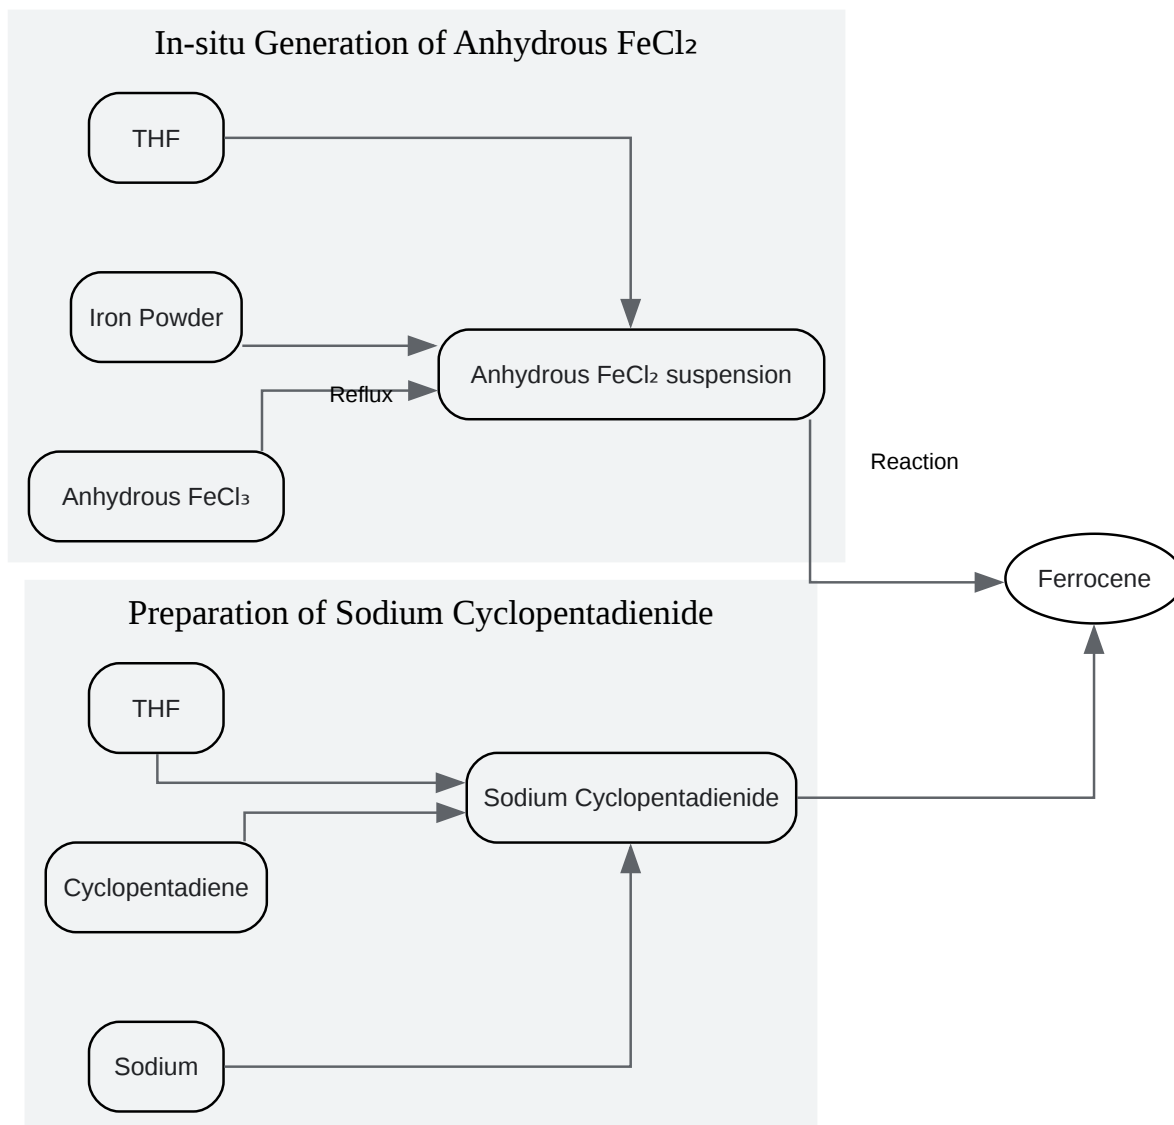 In-situ Generation of Anhydrous FeCl₂
THF
Iron Powder
Anhydrous FeCl₂ suspension
Reflux
Anhydrous FeCl₃
Reaction
Ferrocene
Preparation of Sodium Cyclopentadienide
THF
Sodium Cyclopentadienide
Cyclopentadiene
Sodium